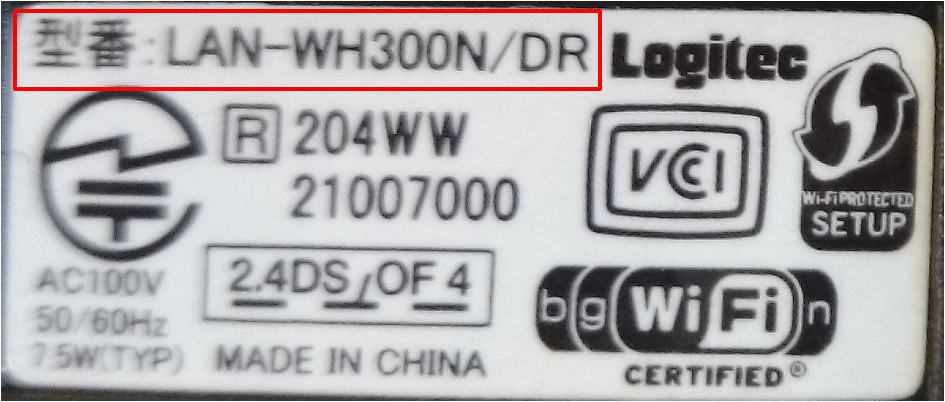 型番:LAN-WH300N/DR
Logitec
R 204WW
21007000
VCCI
Wi-Fi PROTECTED
SETUP
AC100V
50/60Hz
7.5W(TYP)
2.4DS/OF4
MADE IN CHINA
b g Wi Fi n
CERTIFIED®